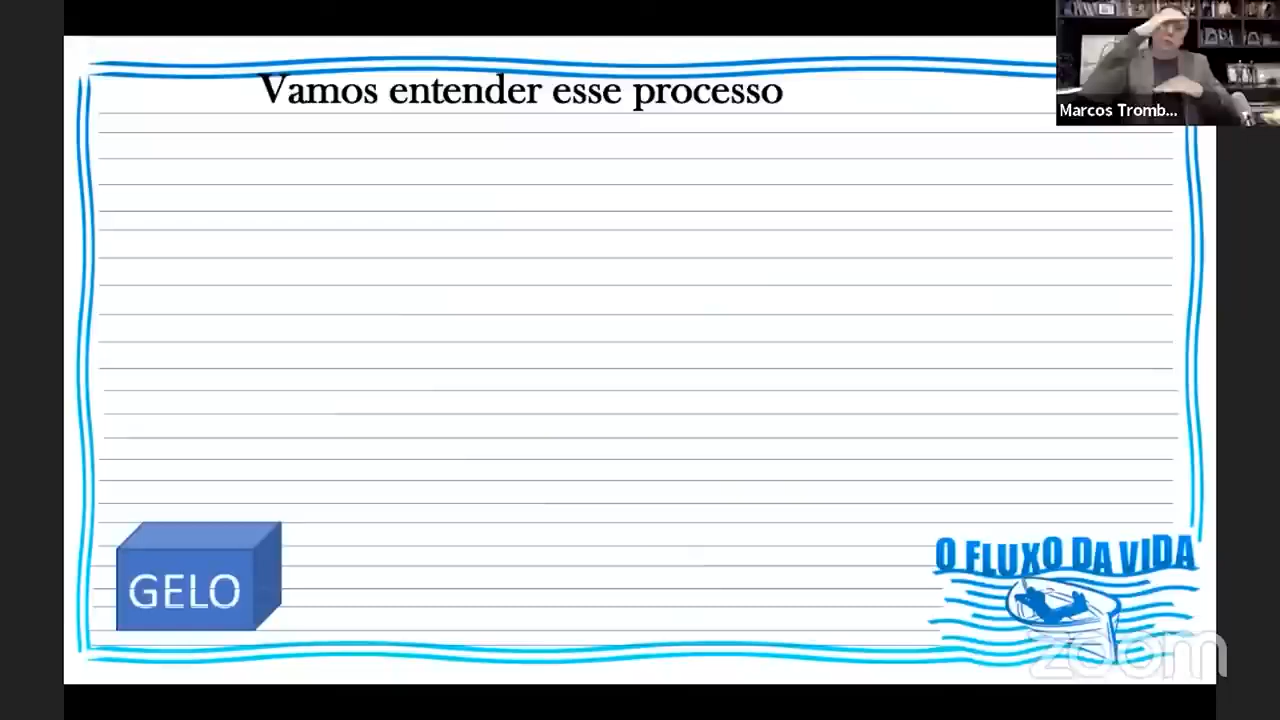 Vamos entender esse processo
Marcos Tromb...
GELO
O FLUXO DA VIDA
zoom